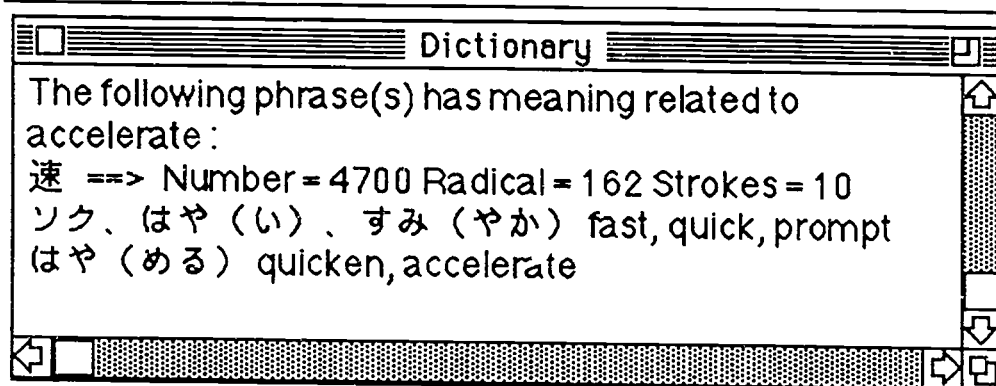 Dictionary
The following phrase(s) has meaning related to
accelerate :
速 ==> Number = 4700 Radical = 162 Strokes = 10
ソク、はや（い）、すみ（やか） fast, quick, prompt
はや（める） quicken, accelerate